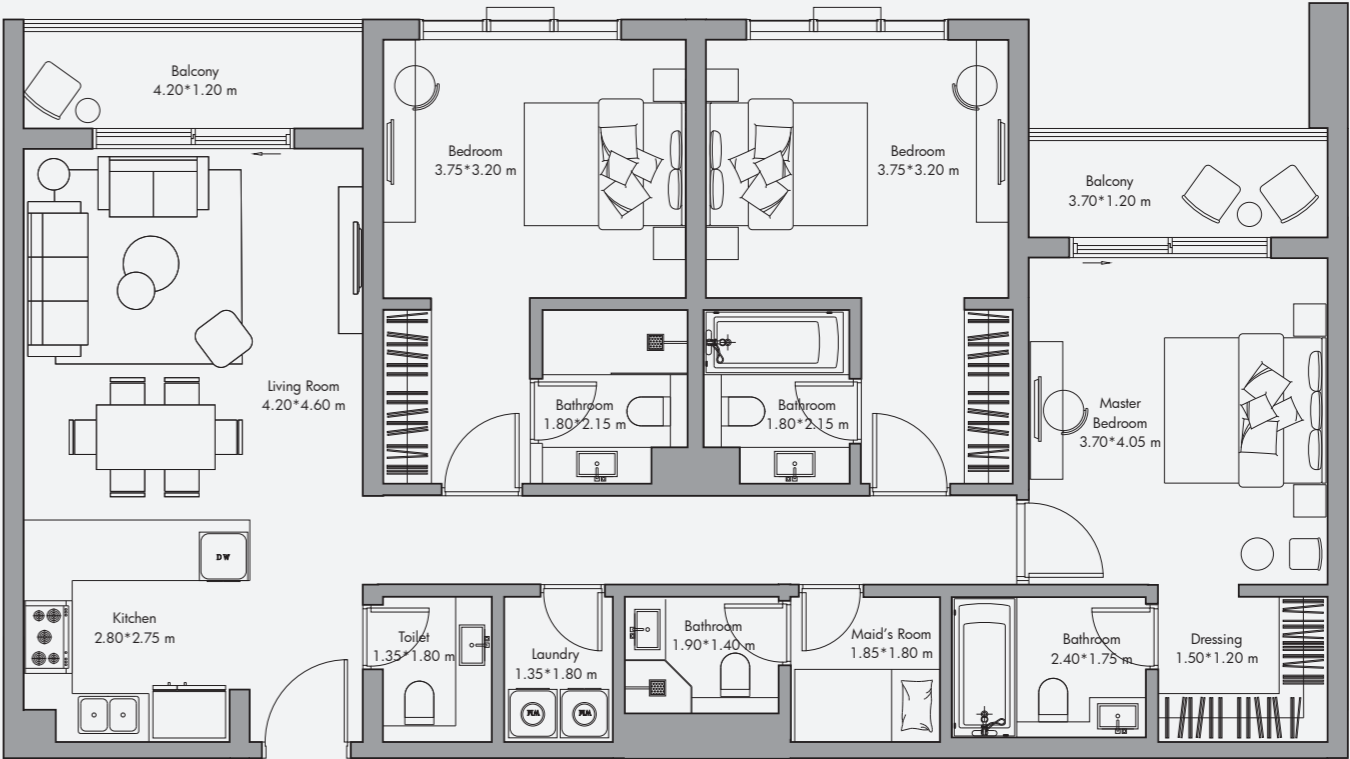 Balcony
4.20*1.20 m
Bedroom
3.75*3.20 m
Bedroom
3.75*3.20 m
Balcony
3.70*1.20 m
Living Room
4.20*4.60 m
Bathroom
1.80*2.15 m
Bathroom
1.80*2.15 m
Master
Bedroom
3.70*4.05 m
DW
Kitchen
2.80*2.75 m
Toilet
1.35*1.80 m
Laundry
1.35*1.80 m
WM
WM
Bathroom
1.90*1.40 m
Maid's Room
1.85*1.80 m
Bathroom
2.40*1.75 m
Dressing
1.50*1.20 m